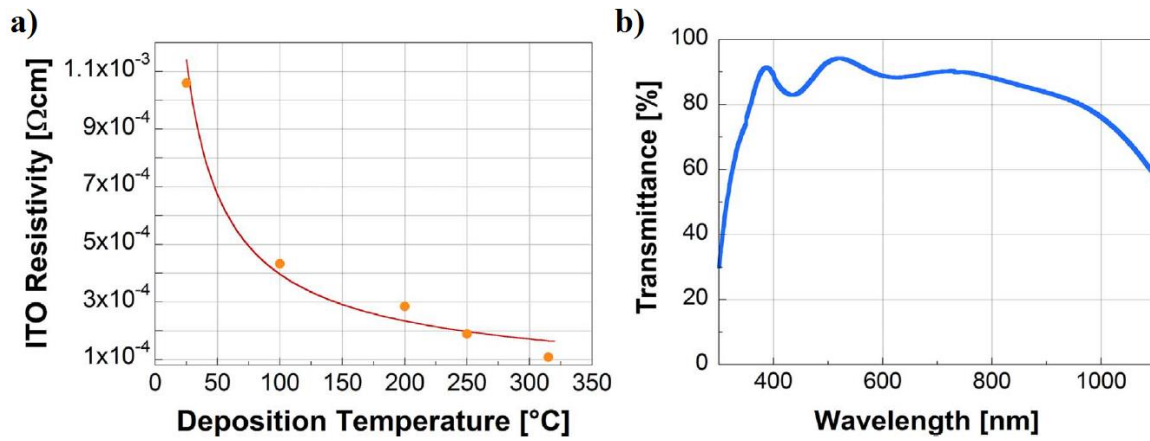 a)
ITO Resistivity [Ωcm]
1.1x10⁻³
9x10⁻⁴
7x10⁻⁴
5x10⁻⁴
3x10⁻⁴
1x10⁻⁴
0 50 100 150 200 250 300 350
Deposition Temperature [°C]
b)
Transmittance [%]
100
80
60
40
20
0
400 600 800 1000
Wavelength [nm]